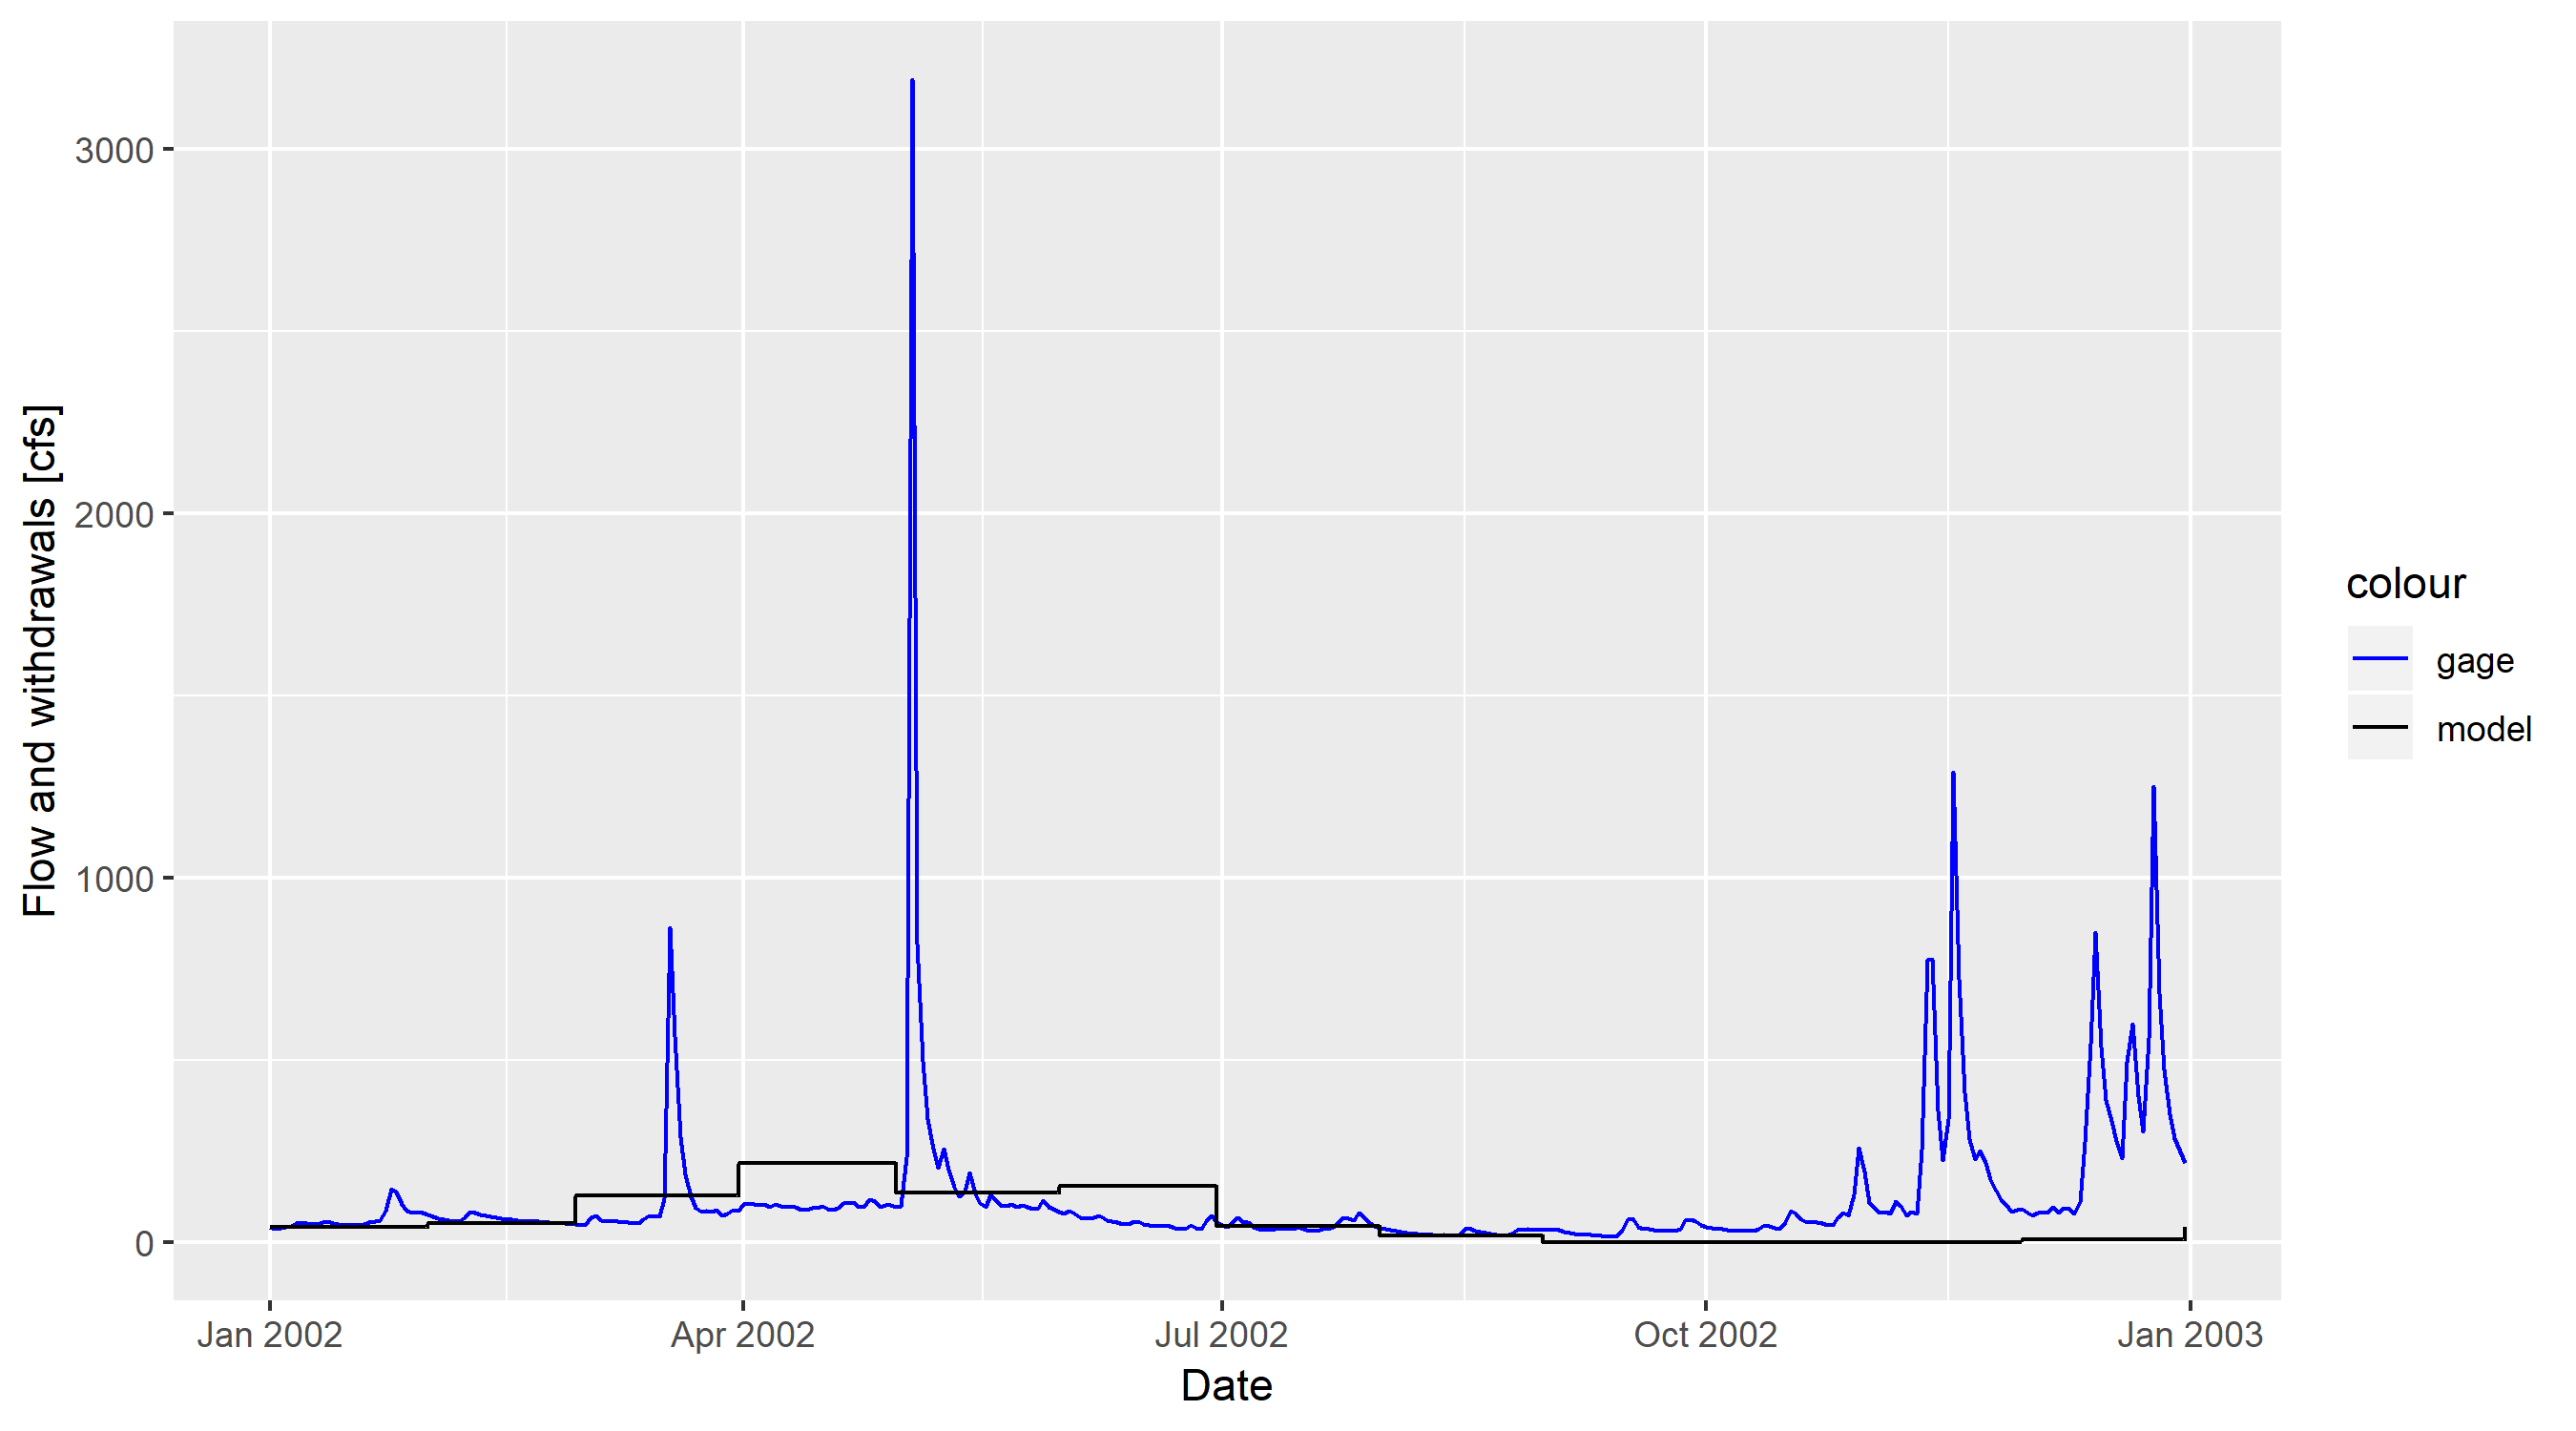 Flow and withdrawals [cfs]
3000
2000
1000
0
Jan 2002
Apr 2002
Jul 2002
Oct 2002
Jan 2003
Date
colour
gage
model